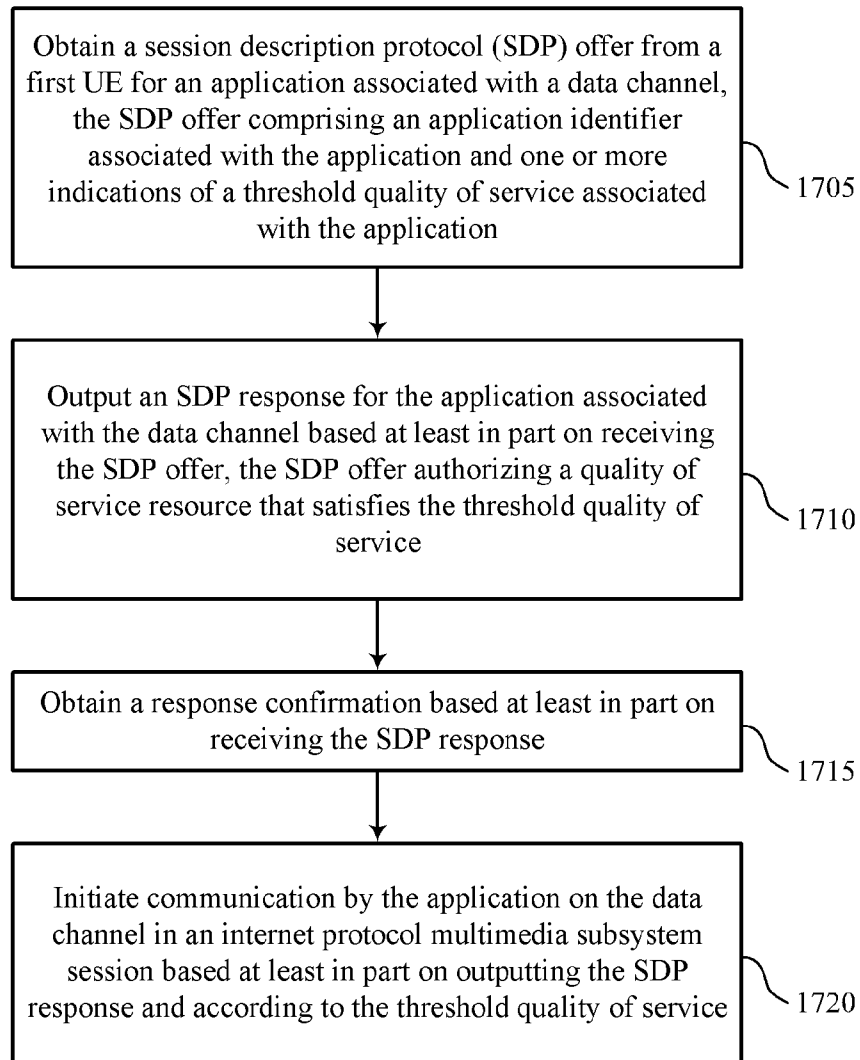 Obtain a session description protocol (SDP) offer from a
first UE for an application associated with a data channel,
the SDP offer comprising an application identifier
associated with the application and one or more
indications of a threshold quality of service associated
with the application
1705
Output an SDP response for the application associated
with the data channel based at least in part on receiving
the SDP offer, the SDP offer authorizing a quality of
service resource that satisfies the threshold quality of
service
1710
Obtain a response confirmation based at least in part on
receiving the SDP response
1715
Initiate communication by the application on the data
channel in an internet protocol multimedia subsystem
session based at least in part on outputting the SDP
response and according to the threshold quality of service
1720